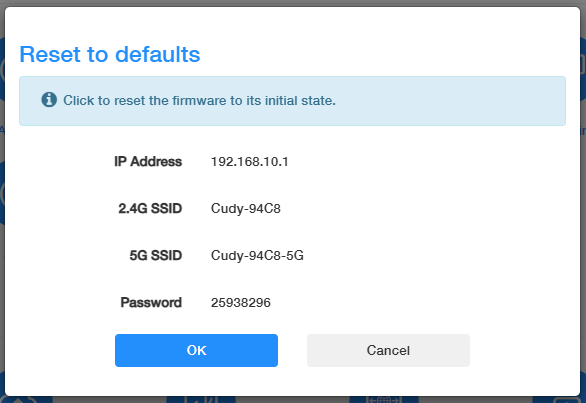 Reset to defaults
Click to reset the firmware to its initial state.
IP Address 192.168.10.1
2.4G SSID Cudy-94C8
5G SSID Cudy-94C8-5G
Password 25938296
OK Cancel